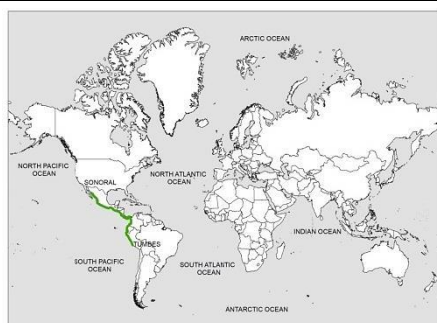 ARCTIC OCEAN
NORTH PACIFIC
OCEAN
SONORAL
NORTH ATLANTIC
OCEAN
INDIAN OCEAN
TUMBES
SOUTH PACIFIC
OCEAN
SOUTH ATLANTIC
OCEAN
ANTARCTIC OCEAN